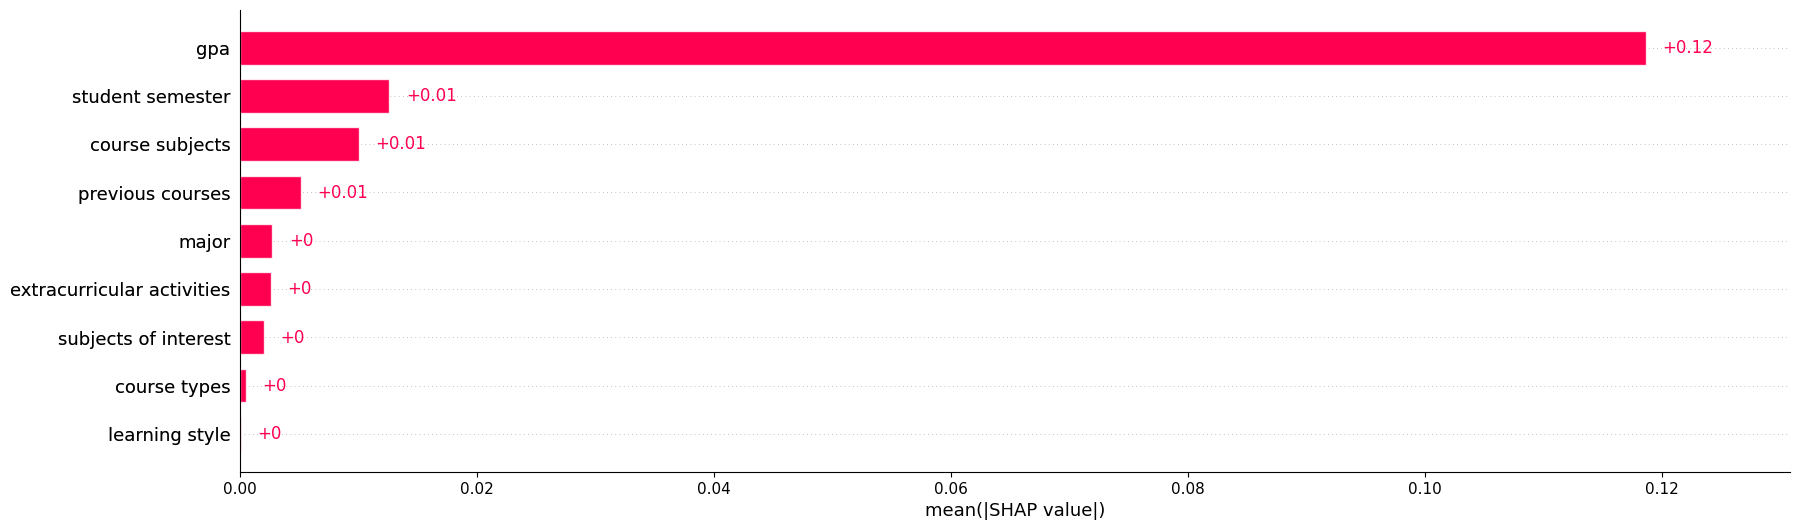 gpa +0.12
student semester +0.01
course subjects +0.01
previous courses +0.01
major +0
extracurricular activities +0
subjects of interest +0
course types +0
learning style +0
0.00 0.02 0.04 0.06 0.08 0.10 0.12
mean(|SHAP value|)